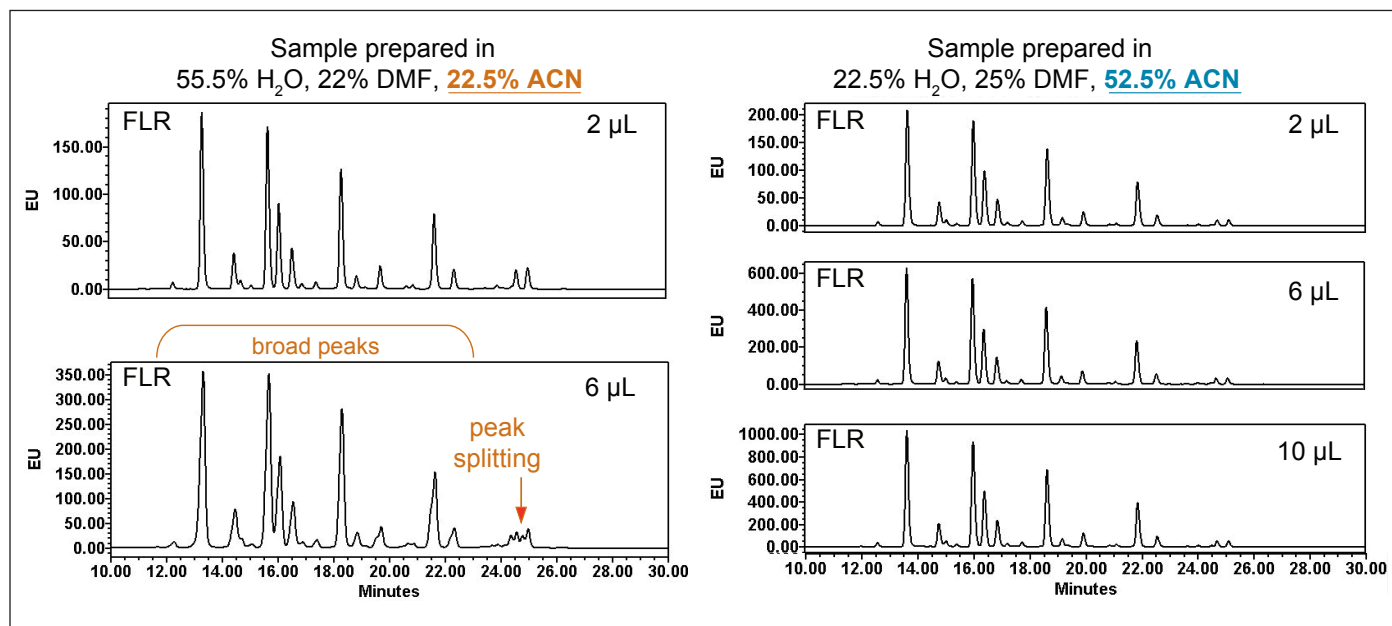 Sample prepared in
55.5% H₂O, 22% DMF, 22.5% ACN
FLR
2 µL
150.00
100.00
50.00
0.00
EU
broad peaks
FLR
6 µL
peak
splitting
350.00
300.00
250.00
200.00
150.00
100.00
50.00
0.00
EU
10.00 12.00 14.00 16.00 18.00 20.00 22.00 24.00 26.00 28.00 30.00
Minutes
Sample prepared in
22.5% H₂O, 25% DMF, 52.5% ACN
FLR
2 µL
200.00
150.00
100.00
50.00
0.00
EU
FLR
6 µL
600.00
400.00
200.00
0.00
EU
FLR
10 µL
1000.00
800.00
600.00
400.00
200.00
0.00
EU
10.00 12.00 14.00 16.00 18.00 20.00 22.00 24.00 26.00 28.00 30.00
Minutes